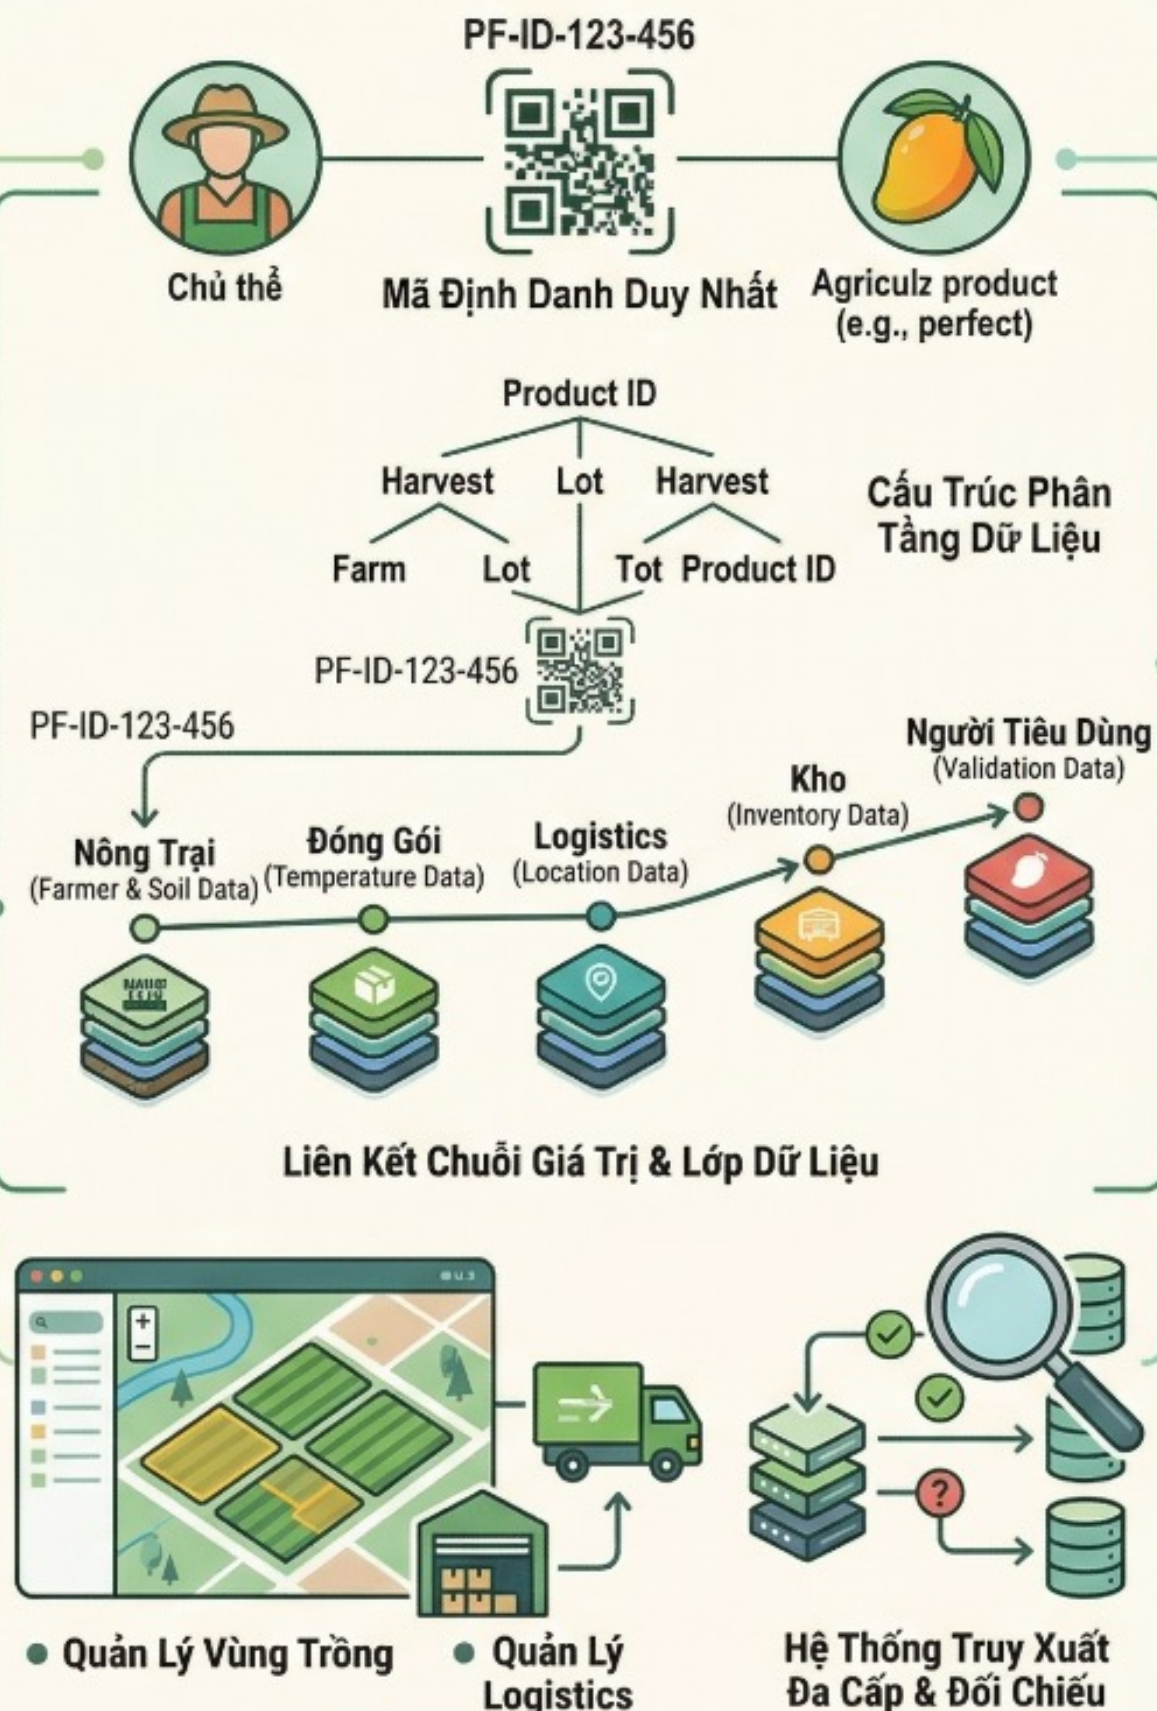 PF-ID-123-456
Chủ thể
Mã Định Danh Duy Nhất
Agriculz product
(e.g., perfect)
Product ID
Harvest
Lot
Harvest
Cấu Trúc Phân
Tầng Dữ Liệu
Farm
Lot
Tot
Product ID
PF-ID-123-456
PF-ID-123-456
Người Tiêu Dùng
(Validation Data)
Kho
(Inventory Data)
Logistics
(Location Data)
Đóng Gói
(Temperature Data)
Nông Trại
(Farmer & Soil Data)
Liên Kết Chuỗi Giá Trị & Lớp Dữ Liệu
+
−
?
Quản Lý Vùng Trồng
Quản Lý
Logistics
Hệ Thống Truy Xuất
Đa Cấp & Đối Chiếu